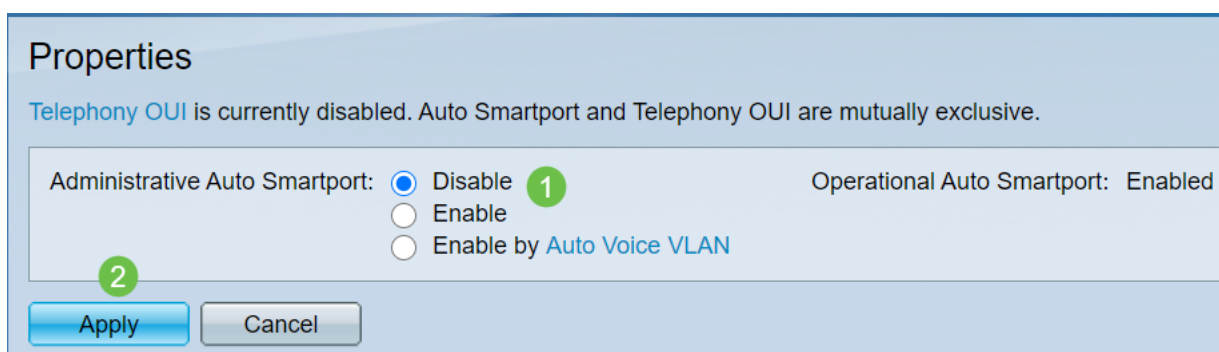 Properties
Telephony OUI is currently disabled. Auto Smartport and Telephony OUI are mutually exclusive.
Administrative Auto Smartport: Disable 1 Operational Auto Smartport: Enabled
Enable
Enable by Auto Voice VLAN
2
Apply Cancel